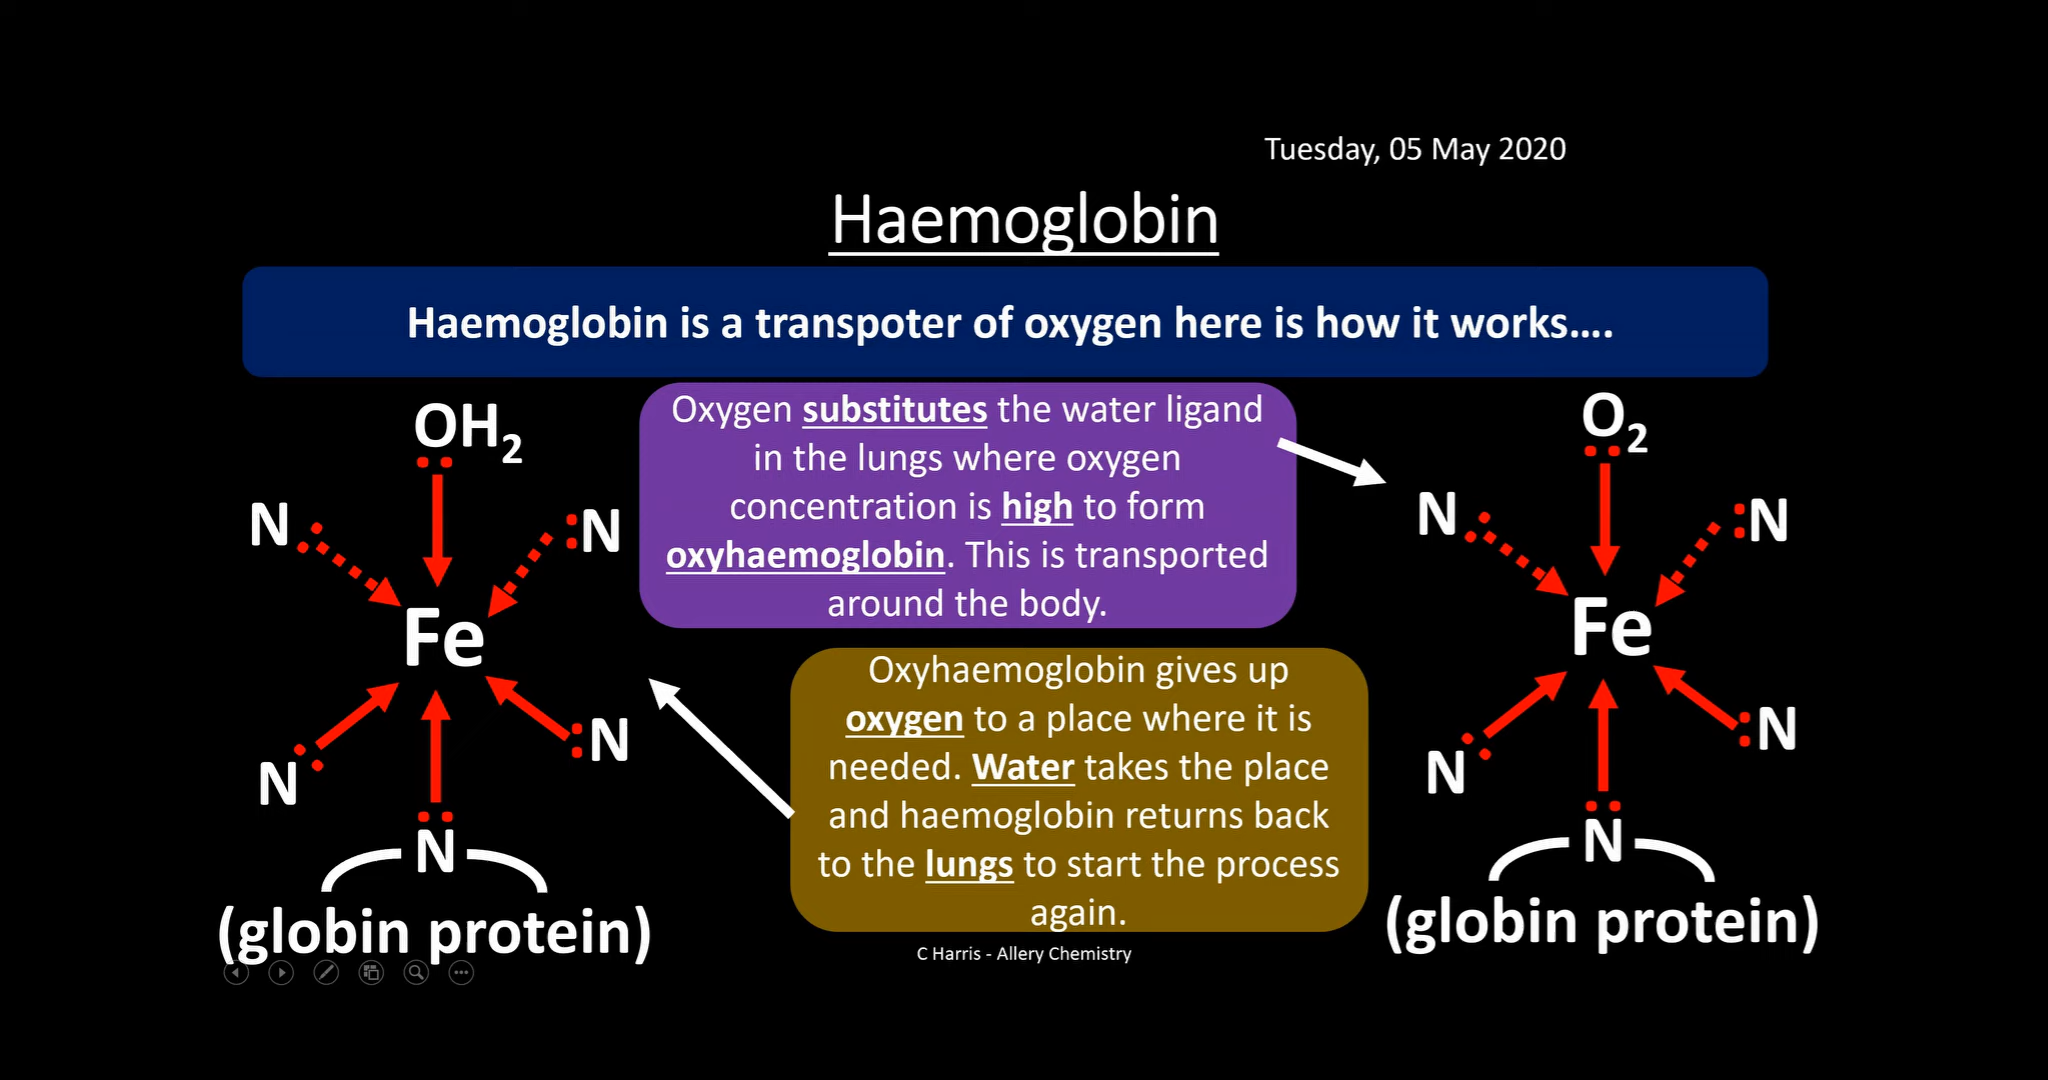 Tuesday, 05 May 2020
Haemoglobin
Haemoglobin is a transpoter of oxygen here is how it works....
OH2
N
N
Fe
N
N
N
(globin protein)
Oxygen substitutes the water ligand
in the lungs where oxygen
concentration is high to form
oxyhaemoglobin. This is transported
around the body.
Oxyhaemoglobin gives up
oxygen to a place where it is
needed. Water takes the place
and haemoglobin returns back
to the lungs to start the process
again.
O2
N
N
Fe
N
N
N
(globin protein)
C Harris - Allery Chemistry